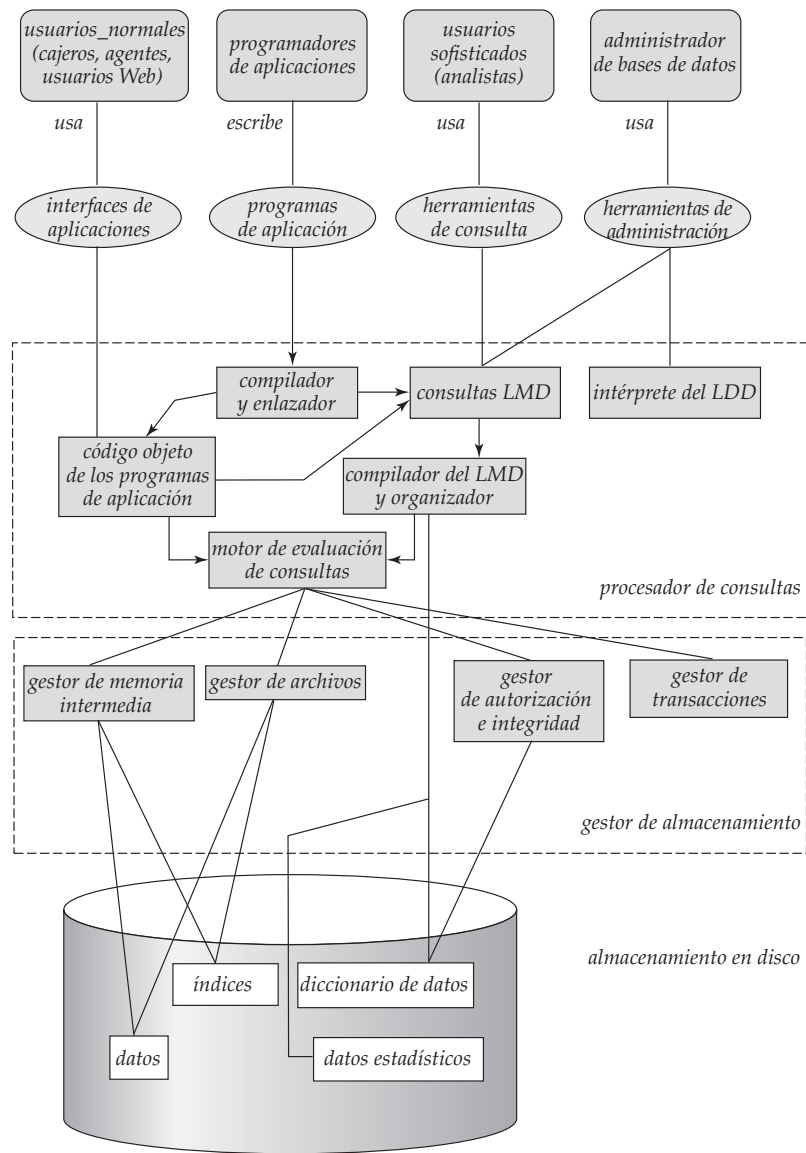 usuarios_normales
(cajeros, agentes,
usuarios Web)
programadores
de aplicaciones
usuarios
sofisticados
(analistas)
administrador
de bases de datos
usa
escribe
usa
usa
interfaces de
aplicaciones
programas
de aplicación
herramientas
de consulta
herramientas de
administración
compilador
y enlazador
consultas LMD
intérprete del LDD
código objeto
de los programas
de aplicación
compilador del LMD
y organizador
motor de evaluación
de consultas
procesador de consultas
gestor de memoria
intermedia
gestor de archivos
gestor
de autorización
e integridad
gestor de
transacciones
gestor de almacenamiento
almacenamiento en disco
índices
diccionario de datos
datos
datos estadísticos